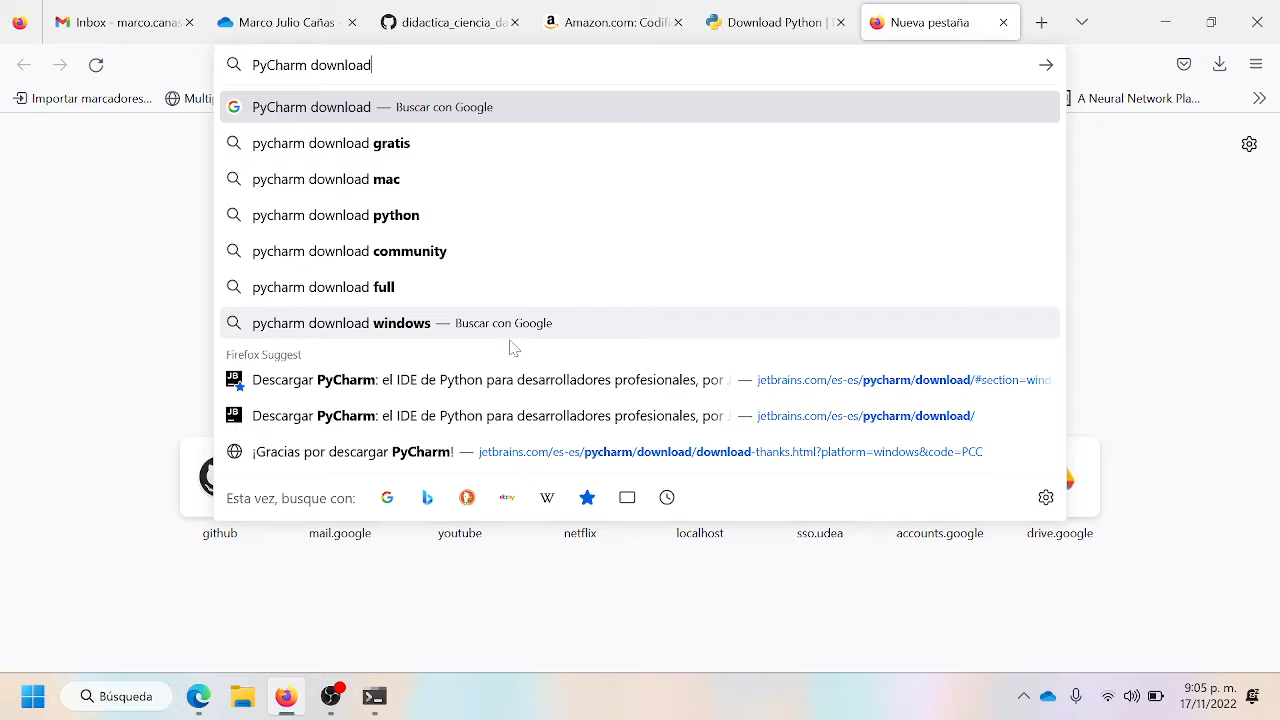 Inbox - marco.canas
Marco Julio Cañas -
didactica_ciencia_da
Amazon.com: Codifi
Download Python |
Nueva pestaña
PyCharm download
Importar marcadores...
Multip
A Neural Network Pla...
PyCharm download — Buscar con Google
pycharm download gratis
pycharm download mac
pycharm download python
pycharm download community
pycharm download full
pycharm download windows — Buscar con Google
Firefox Suggest
Descargar PyCharm: el IDE de Python para desarrolladores profesionales, por J — jetbrains.com/es-es/pycharm/download/#section=wind
Descargar PyCharm: el IDE de Python para desarrolladores profesionales, por J — jetbrains.com/es-es/pycharm/download/
¡Gracias por descargar PyCharm! — jetbrains.com/es-es/pycharm/download/download-thanks.html?platform=windows&code=PCC
Esta vez, busque con:
ebay
W
github
mail.google
youtube
netflix
localhost
sso.udea
accounts.google
drive.google
Búsqueda
9:05 p. m.
17/11/2022